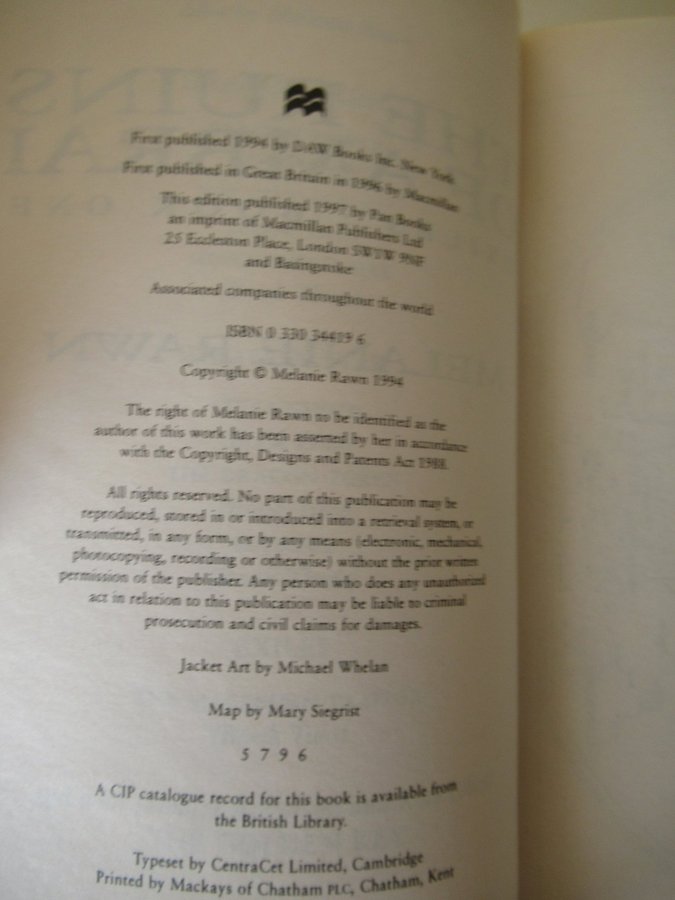 First published 1994 by DAW Books Inc. New York
First published in Great Britain in 1996 by Macmillan
This edition published 1997 by Pan Books
an imprint of Macmillan Publishers Ltd
25 Eccleston Place, London SW1W 9NF
and Basingstoke
Associated companies throughout the world
ISBN 0 330 34419 6
Copyright © Melanie Rawn 1994
The right of Melanie Rawn to be identified as the
author of this work has been asserted by her in accordance
with the Copyright, Designs and Patents Act 1988.
All rights reserved. No part of this publication may be
reproduced, stored in or introduced into a retrieval system, or
transmitted, in any form, or by any means (electronic, mechanical,
photocopying, recording or otherwise) without the prior written
permission of the publisher. Any person who does any unauthorized
act in relation to this publication may be liable to criminal
prosecution and civil claims for damages.
Jacket Art by Michael Whelan
Map by Mary Siegrist
5 7 9 6
A CIP catalogue record for this book is available from
the British Library.
Typeset by CentraCet Limited, Cambridge
Printed by Mackays of Chatham PLC, Chatham, Kent